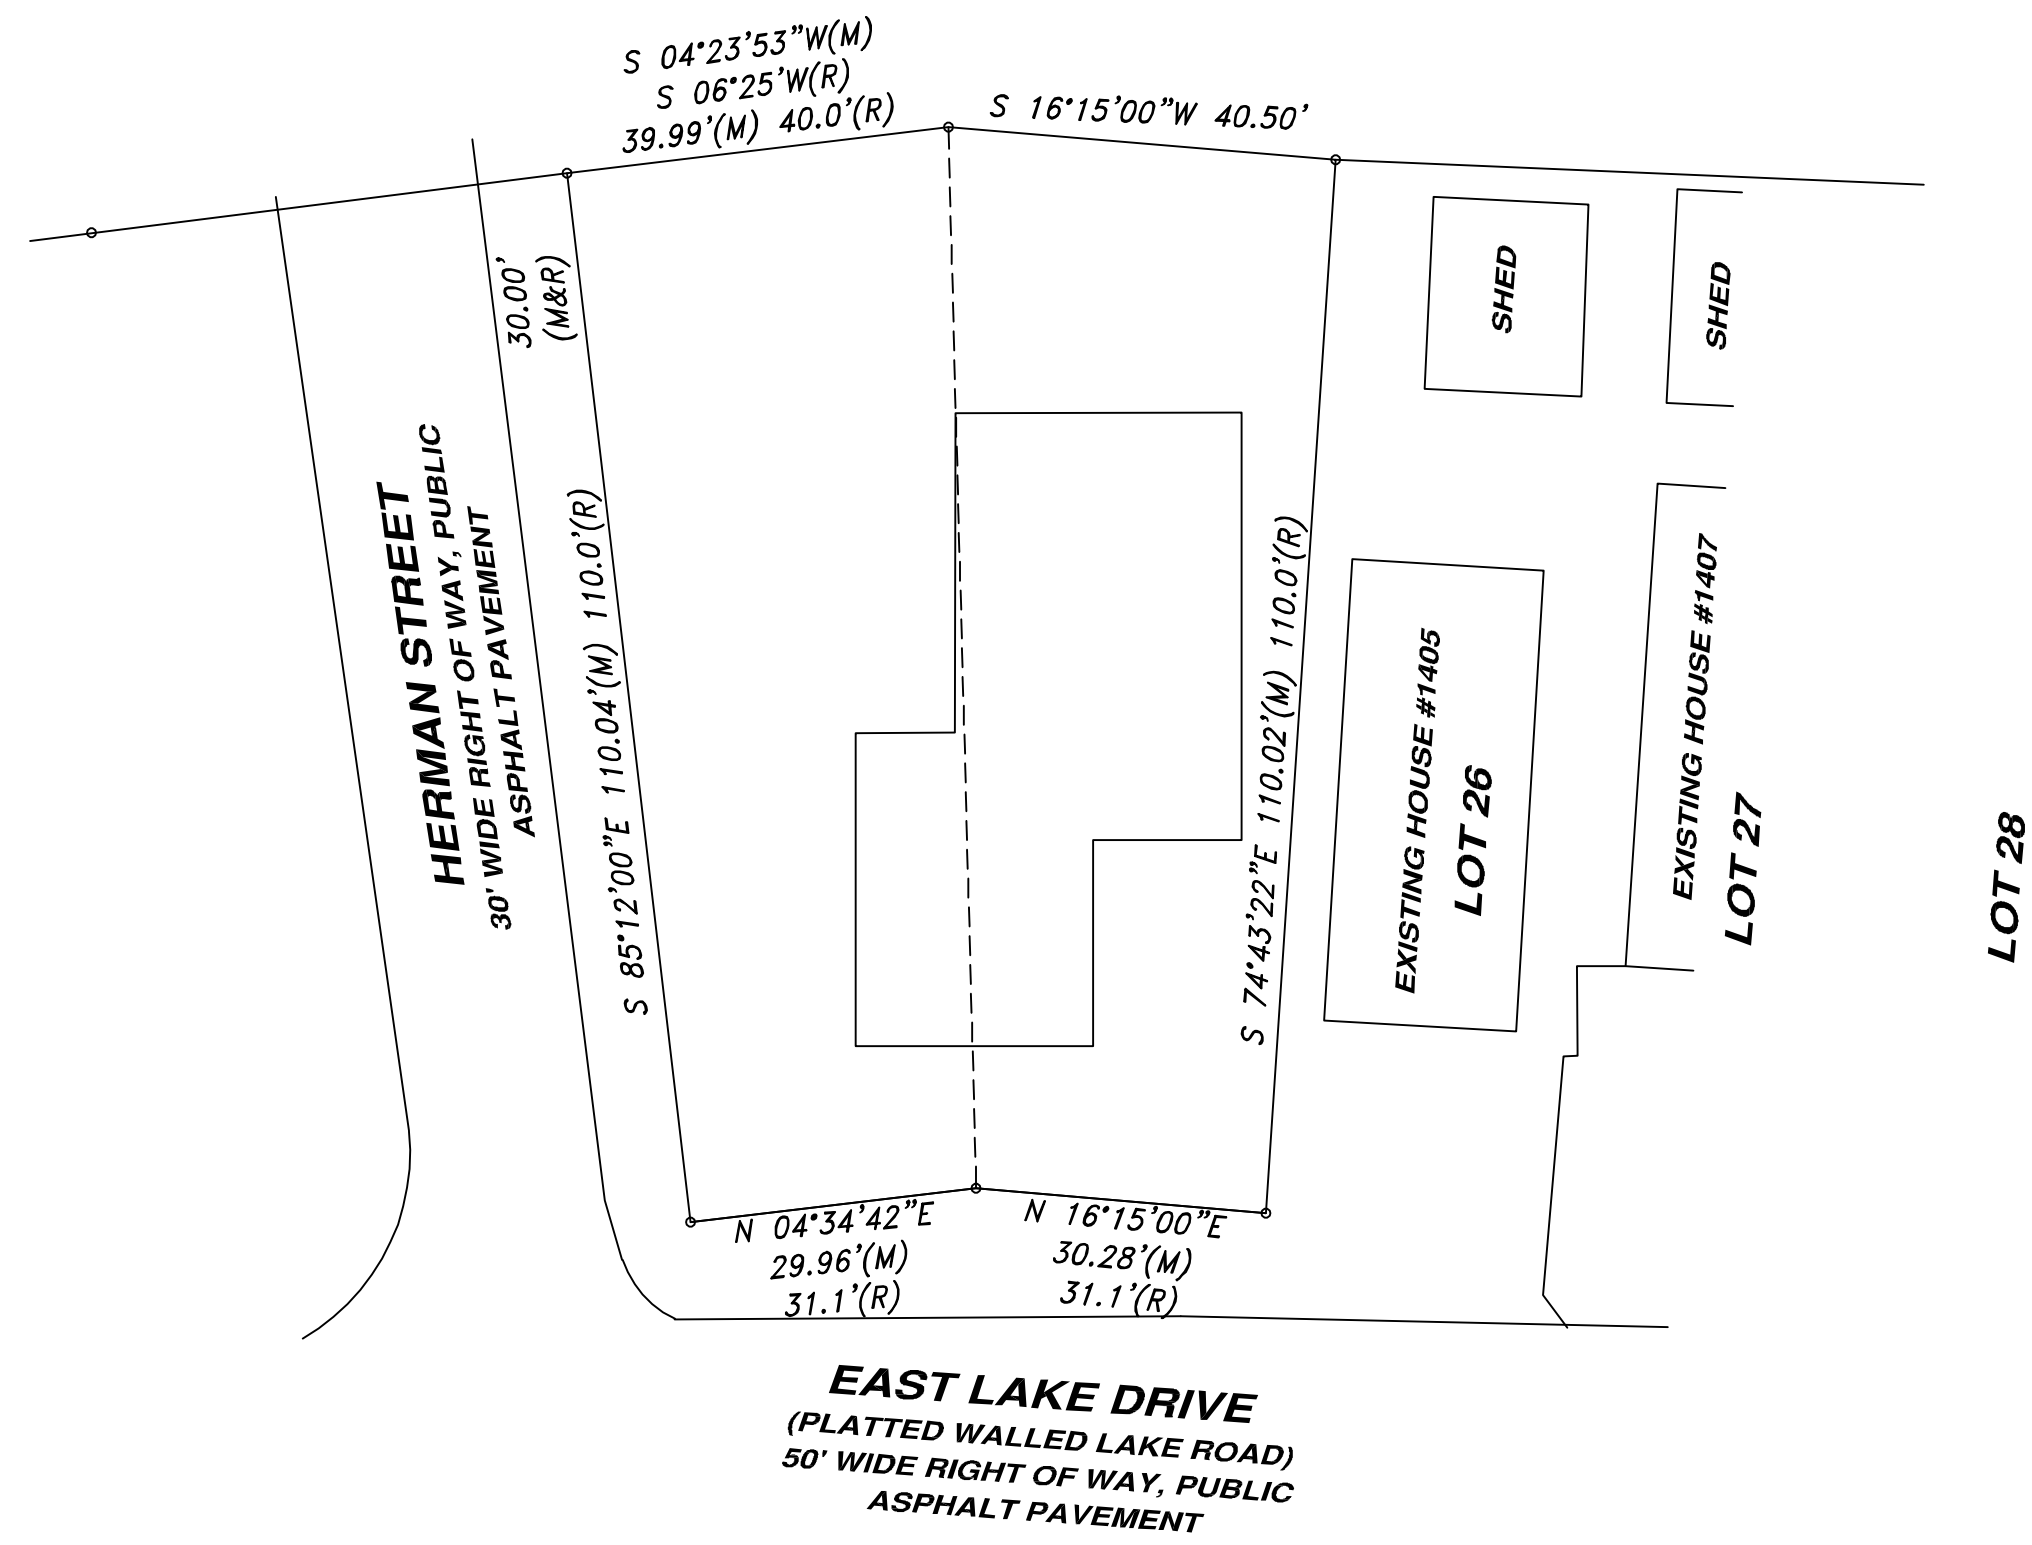 S 04°23'53"W(M)
S 06°25'W(R)
39.99'(M) 40.0'(R)
S 16°15'00"W 40.50'
30.00'
(M&R)
SHED
SHED
HERMAN STREET
30' WIDE RIGHT OF WAY, PUBLIC
ASPHALT PAVEMENT
S 85°12'00"E 110.04'(M) 110.0'(R)
S 74°43'22"E 110.02'(M) 110.0'(R)
EXISTING HOUSE #1405
LOT 26
EXISTING HOUSE #1407
LOT 27
LOT 28
N 04°34'42"E
29.96'(M)
31.1'(R)
N 16°15'00"E
30.28'(M)
31.1'(R)
EAST LAKE DRIVE
(PLATTED WALLED LAKE ROAD)
50' WIDE RIGHT OF WAY, PUBLIC
ASPHALT PAVEMENT